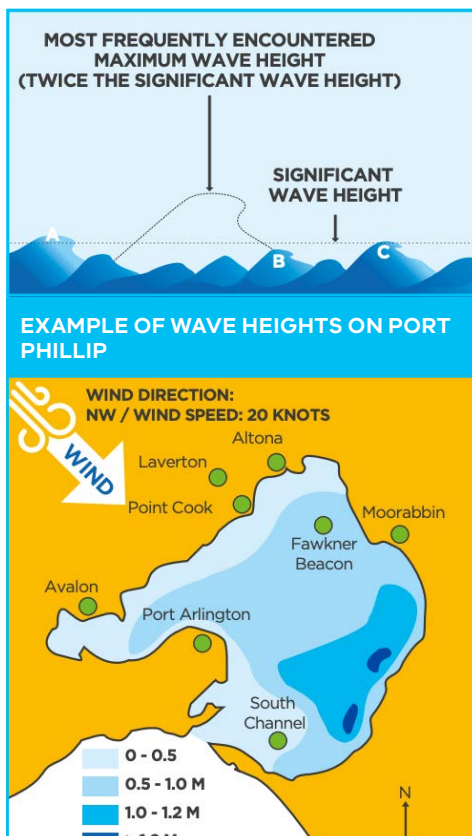 MOST FREQUENTLY ENCOUNTERED
MAXIMUM WAVE HEIGHT
(TWICE THE SIGNIFICANT WAVE HEIGHT)
SIGNIFICANT
WAVE HEIGHT
A
B
C
EXAMPLE OF WAVE HEIGHTS ON PORT
PHILLIP
WIND DIRECTION:
NW / WIND SPEED: 20 KNOTS
WIND
Altona
Laverton
Point Cook
Moorabbin
Fawkner
Beacon
Avalon
Port Arlington
South
Channel
0 - 0.5
0.5 - 1.0 M
1.0 - 1.2 M
N